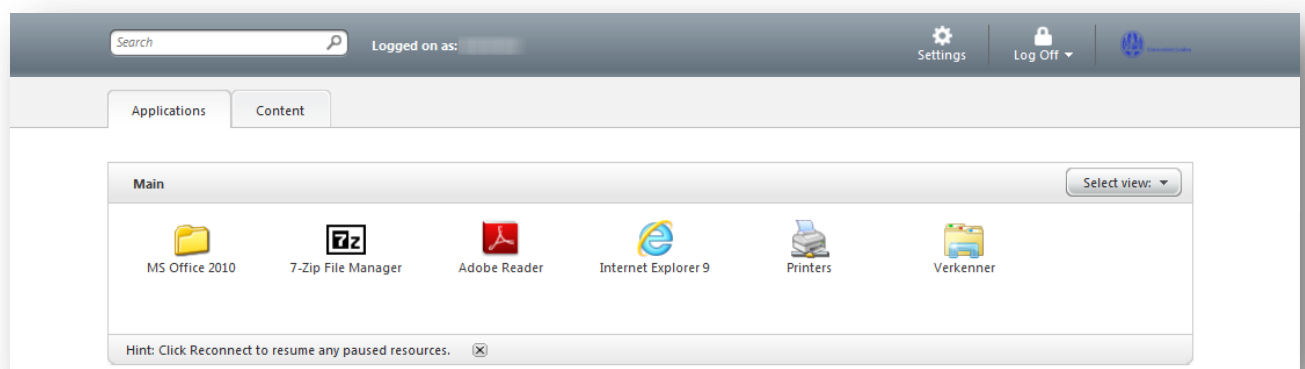 Search
Logged on as:
Settings
Log Off
Applications
Content
Main
Select view:
MS Office 2010
7-Zip File Manager
Adobe Reader
Internet Explorer 9
Printers
Verkenner
Hint: Click Reconnect to resume any paused resources.